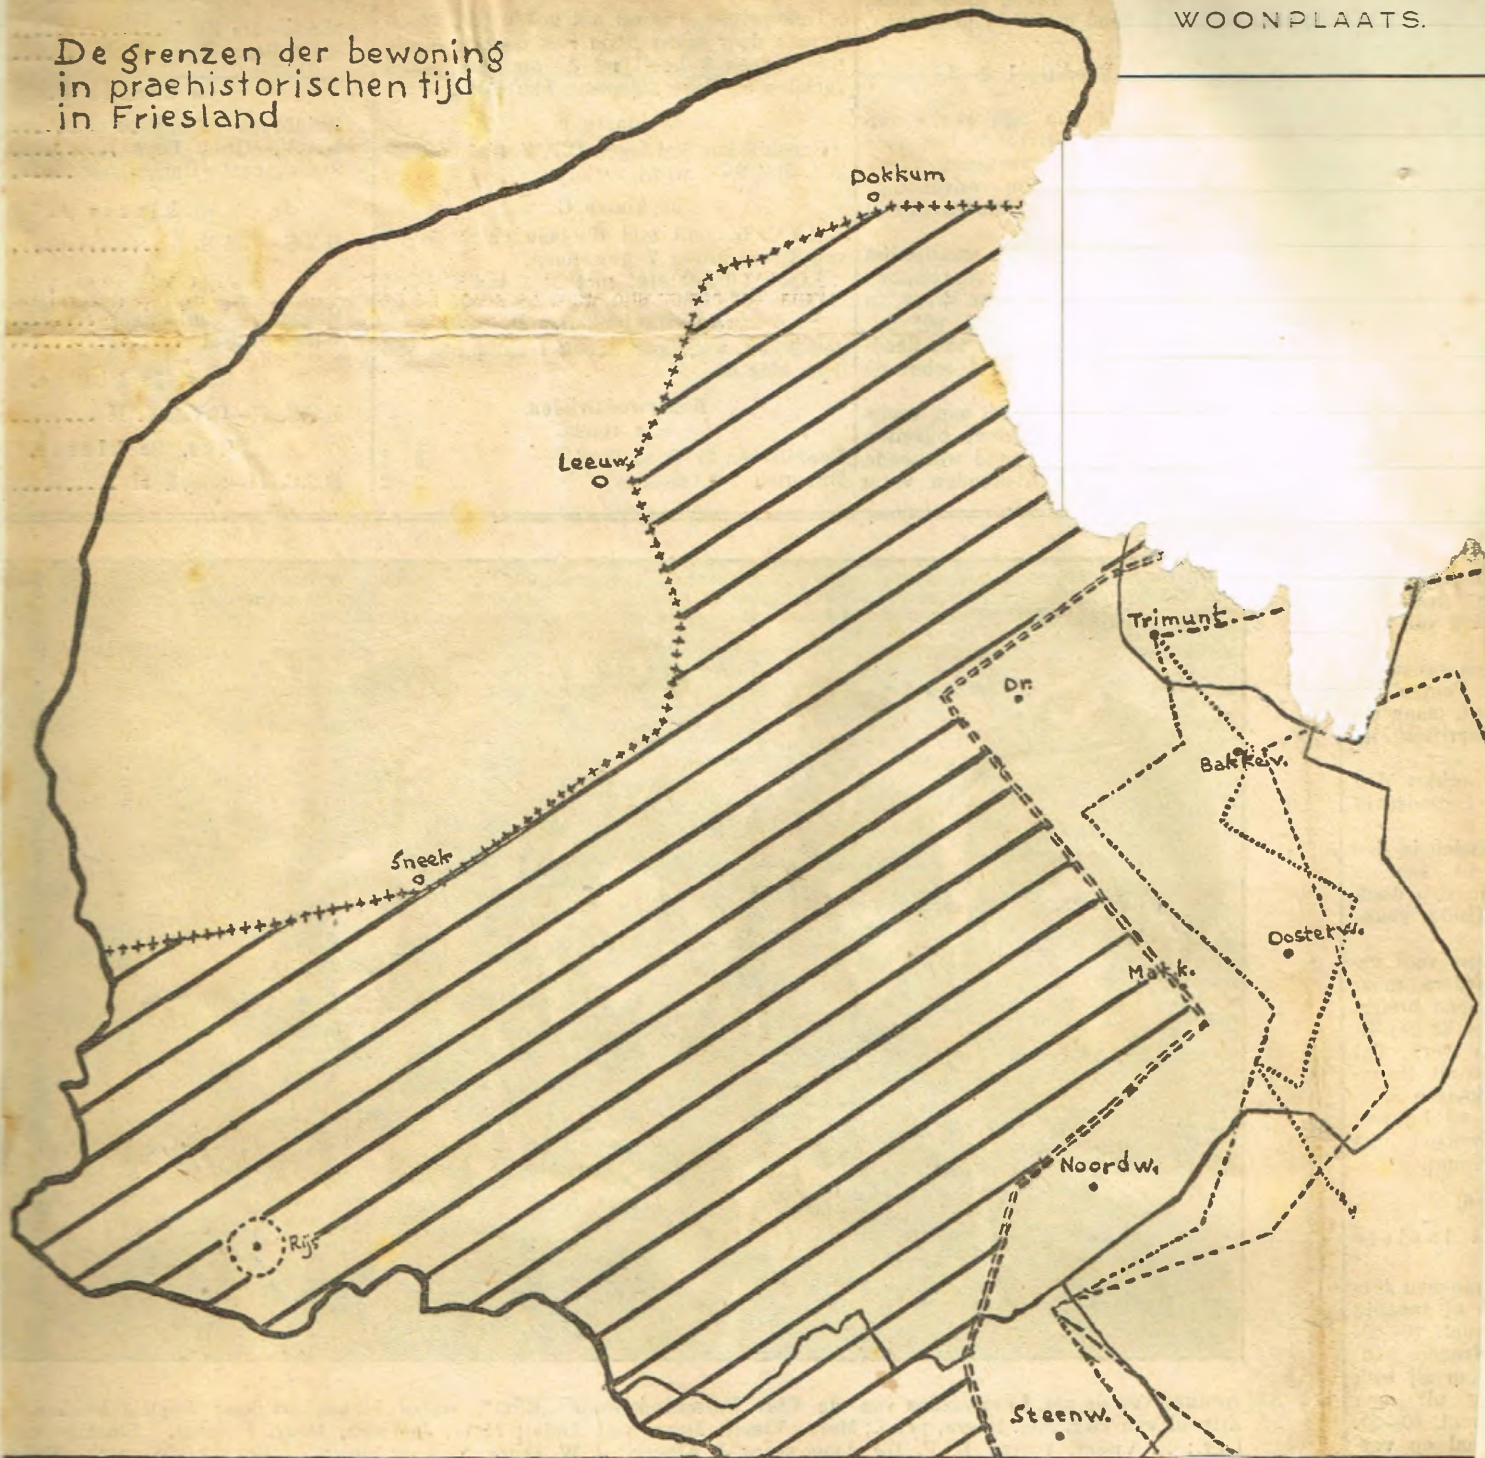 De grenzen der bewoning
in praehistorischen tijd
in Friesland
WOONPLAATS.
Dokkum
Leeuw.
Trimunt
Dr.
Bakkev.
Sneek
Oosterw.
Makk.
Noordw.
Rijs
Steenw.